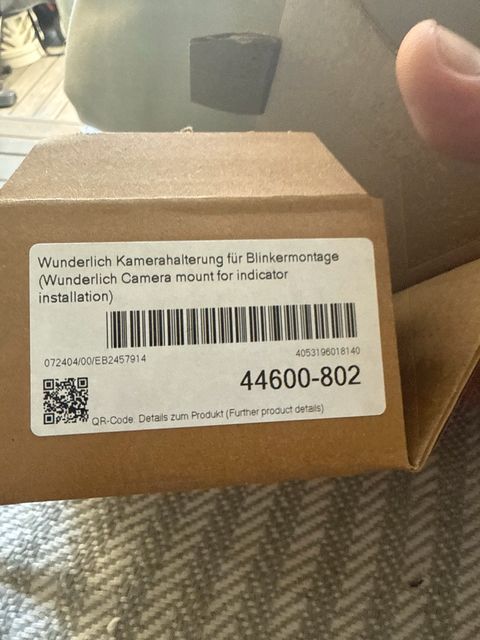 Wunderlich Kamerahalterung für Blinkermontage
(Wunderlich Camera mount for indicator
installation)
072404/00/EB2457914
4053196018140
44600-802
QR-Code: Details zum Produkt (Further product details)